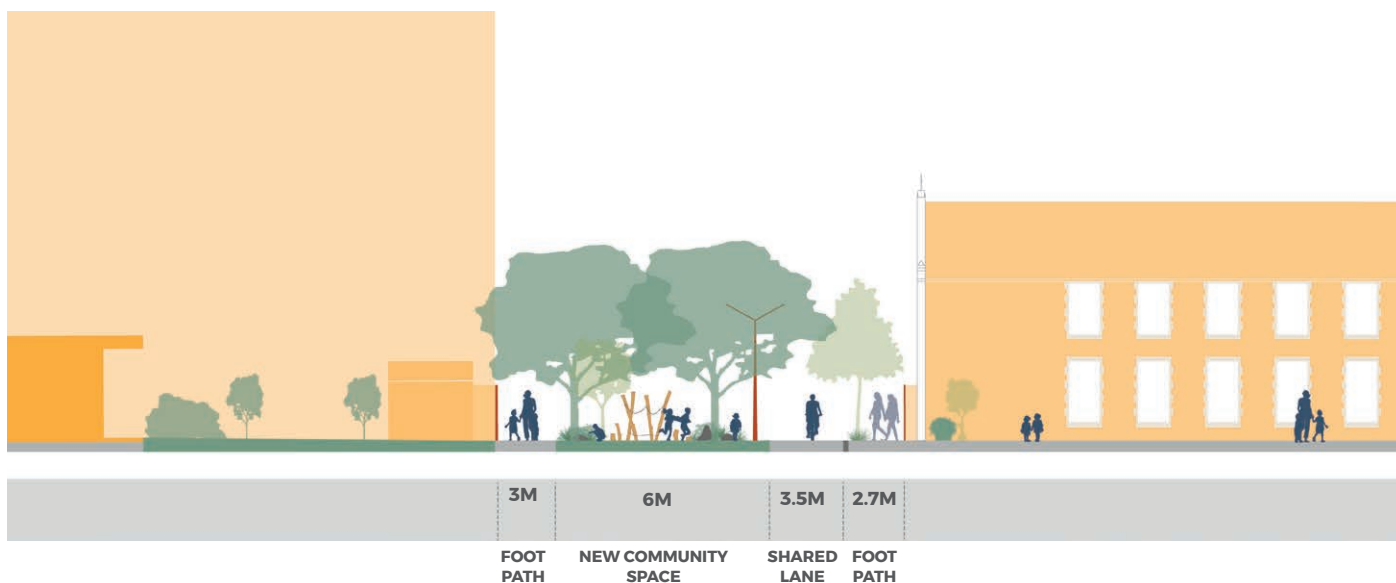 3M
6M
3.5M
2.7M
FOOT
PATH
NEW COMMUNITY
SPACE
SHARED
LANE
FOOT
PATH